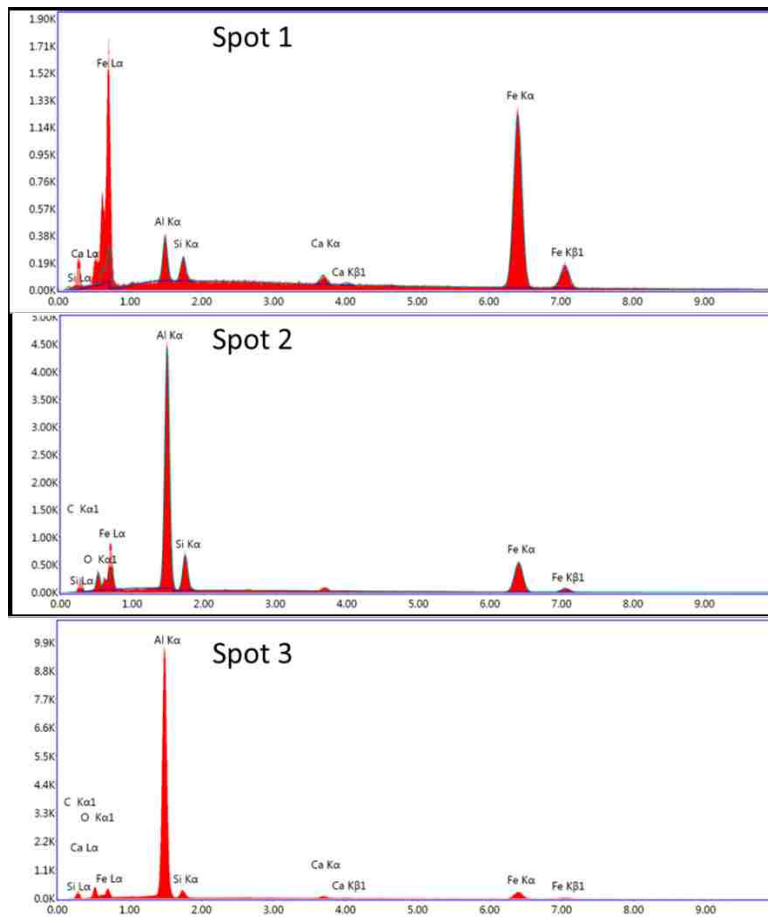 Spot 1
1.90K
1.71K
1.52K
1.33K
1.14K
0.95K
0.76K
0.57K
0.38K
0.19K
0.00K
Fe Lα
Fe Kα
Al Kα
Si Kα
Ca Kα
Ca Lα
Fe Kβ1
Ca Kβ1
Si Lα
0.00 1.00 2.00 3.00 4.00 5.00 6.00 7.00 8.00 9.00
Spot 2
5.00K
4.50K
4.00K
3.50K
3.00K
2.50K
2.00K
1.50K
1.00K
0.50K
0.00K
Al Kα
C Kα1
Fe Lα
Si Kα
Fe Kα
O Kα1
Si Lα
Fe Kβ1
0.00 1.00 2.00 3.00 4.00 5.00 6.00 7.00 8.00 9.00
Spot 3
9.9K
8.8K
7.7K
6.6K
5.5K
4.4K
3.3K
2.2K
1.1K
0.0K
Al Kα
C Kα1
O Kα1
Ca Lα
Ca Kα
Si Lα
Fe Lα
Si Kα
Ca Kβ1
Fe Kα
Fe Kβ1
0.00 1.00 2.00 3.00 4.00 5.00 6.00 7.00 8.00 9.00